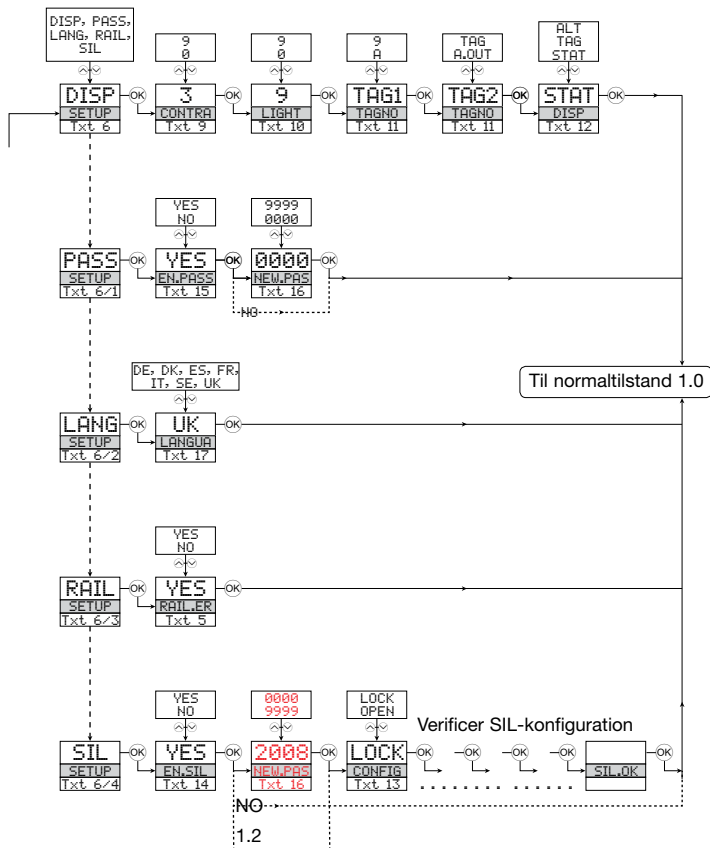 DISP, PASS,
LANG, RAIL,
SIL
9
0
9
0
9
A
TAG
A.OUT
ALT
TAG
STAT
DISP OK 3 OK 9 OK TAG1 OK TAG2 OK STAT OK
SETUP CONTRA LIGHT TAGNO TAGNO DISP
Txt 6 Txt 9 Txt 10 Txt 11 Txt 11 Txt 12
YES
NO
9999
0000
PASS OK YES OK 0000 OK
SETUP EN.PASS NEW.PAS
Txt 6/1 Txt 15 Txt 16
NO
Til normaltilstand 1.0
DE, DK, ES, FR,
IT, SE, UK
LANG OK UK OK
SETUP LANGUA
Txt 6/2 Txt 17
YES
NO
RAIL OK YES OK
SETUP RAIL.ER
Txt 6/3 Txt 5
YES
NO
0000
9999
LOCK
OPEN
Verificer SIL-konfiguration
SIL OK YES OK 2008 OK LOCK OK OK OK OK OK
SETUP EN.SIL NEW.PAS CONFIG SIL.OK
Txt 6/4 Txt 14 Txt 16 Txt 13
NO
1.2